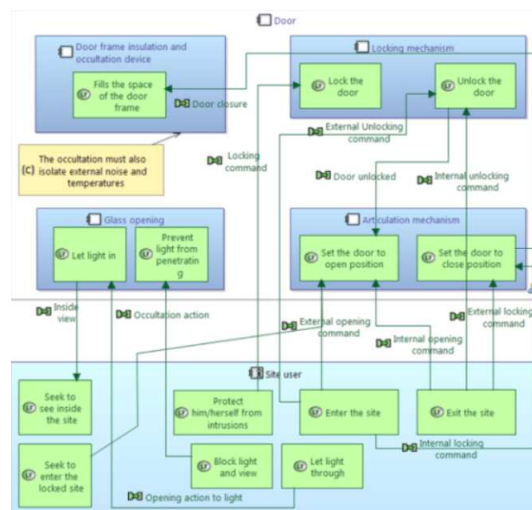 Door
Door frame insulation and
occultation device
Fills the space
of the door
frame
Door closure
Locking mechanism
Lock the
door
Unlock the
door
The occultation must also
isolate external noise and
temperatures
(C)
External Unlocking
command
Locking
command
Door unlocked
Internal unlocking
command
Glass opening
Let light in
Prevent
light from
penetratin
g
Articulation mechanism
Set the door to
open position
Set the door to
close position
Inside
view
Occultation action
External opening
command
Internal opening
command
External locking
command
Site user
Seek to
see inside
the site
Protect
him/herself from
intrusions
Enter the site
Exit the site
Seek to
enter the
locked site
Block light
and view
Let light
through
Internal locking
command
Opening action to light